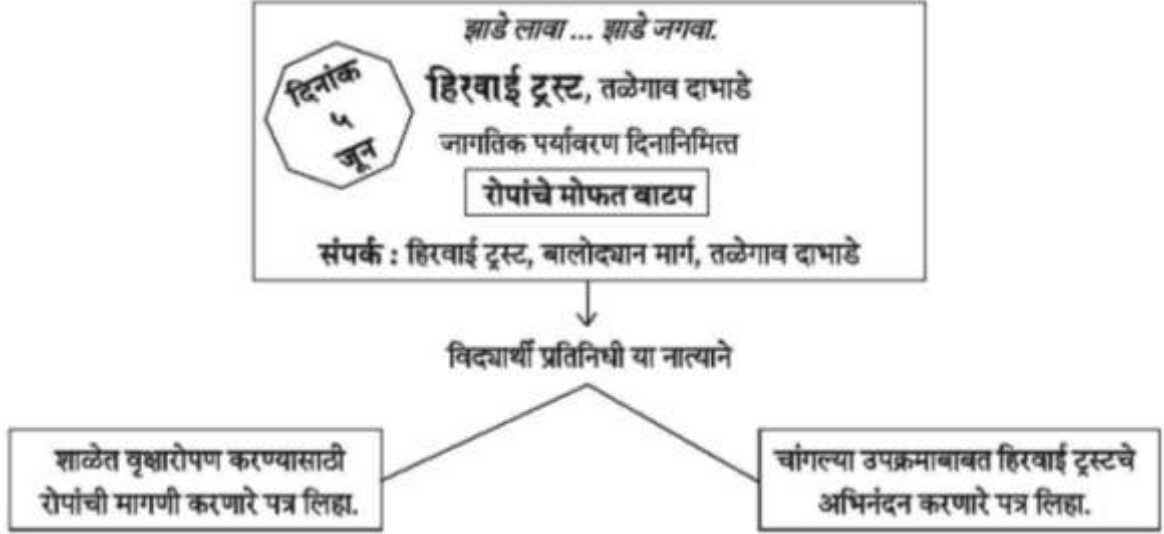 झाडे लावा ... झाडे जगवा.
दिनांक
५
जून
हिरवाई ट्रस्ट, तळेगाव दाभाडे
जागतिक पर्यावरण दिनानिमित्त
रोपांचे मोफत वाटप
संपर्क : हिरवाई ट्रस्ट, बालोद्यान मार्ग, तळेगाव दाभाडे
विद्यार्थी प्रतिनिधी या नात्याने
शाळेत वृक्षारोपण करण्यासाठी
रोपांची मागणी करणारे पत्र लिहा.
चांगल्या उपक्रमाबाबत हिरवाई ट्रस्टचे
अभिनंदन करणारे पत्र लिहा.